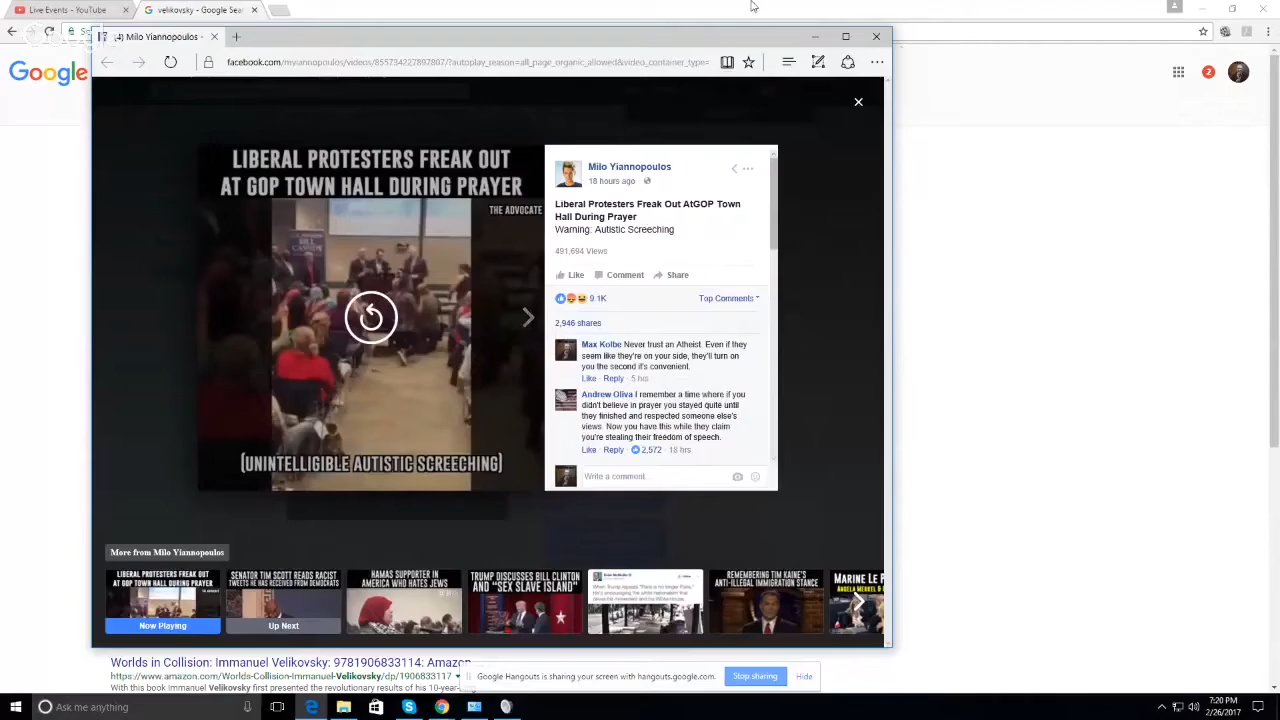 Live Events - YouTube
velikovsky - Google Sear
(4) Milo Yiannopoulos -
facebook.com/myiannopoulos/videos/855734227897807/?autoplay_season=all_page_organic_allowed&video_container_type=
Google
2
LIBERAL PROTESTERS FREAK OUT
AT GOP TOWN HALL DURING PRAYER
THE ADVOCATE
(UNINTELLIGIBLE AUTISTIC SCREECHING)
Milo Yiannopoulos
18 hours ago
Liberal Protesters Freak Out AtGOP Town
Hall During Prayer
Warning: Autistic Screeching
491,694 Views
Like Comment Share
9.1K
Top Comments
2,946 shares
Max Kolbe Never trust an Atheist. Even if they
seem like they're on your side, they'll turn on
you the second it's convenient.
Like · Reply · 5 hrs
Andrew Oliva I remember a time where if you
didn't believe in prayer you stayed quite until
they finished and respected someone else's
views. Now you have this while they claim
you're stealing their freedom of speech.
Like · Reply · 2,572 · 18 hrs
Write a comment...
More from Milo Yiannopoulos
LIBERAL PROTESTERS FREAK OUT
AT GOP TOWN HALL DURING PRAYER
Now Playing
SENATOR TIM SCOTT READS RACIST
TWEETS HE HAS RECEIVED FROM DEMOCRATS
Up Next
HAMAS SUPPORTER IN
AMERICA WHO HATES JEWS
TRUMP DISCUSSES BILL CLINTON
AND "SEX SLAVE ISLAND"
REMEMBERING TIM KAINE'S
ANTI-ILLEGAL IMMIGRATION STANCE
MARINE LE P
ANGELA MERKEL &
Worlds in Collision: Immanuel Velikovsky: 9781906833114: Amazon
https://www.amazon.com/Worlds-Collision-Immanuel-Velikovsky/dp/1906833117
With this book Immanuel Velikovsky first presented the revolutionary results of his 10-year-
Google Hangouts is sharing your screen with hangouts.google.com.
Stop sharing
Hide
Ask me anything
7:20 PM
2/26/2017